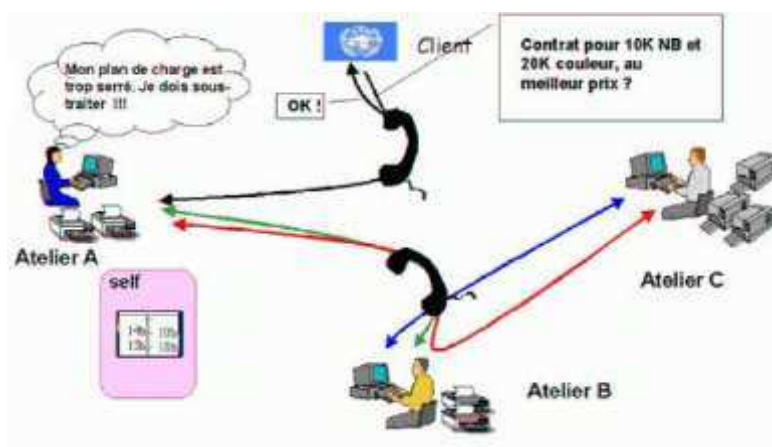 Client
Contrat pour 10K NB et
20K couleur, au
meilleur prix ?
Mon plan de charge est
trop serré. Je dois sous-
traiter !!!
OK !
Atelier A
self
Atelier C
Atelier B